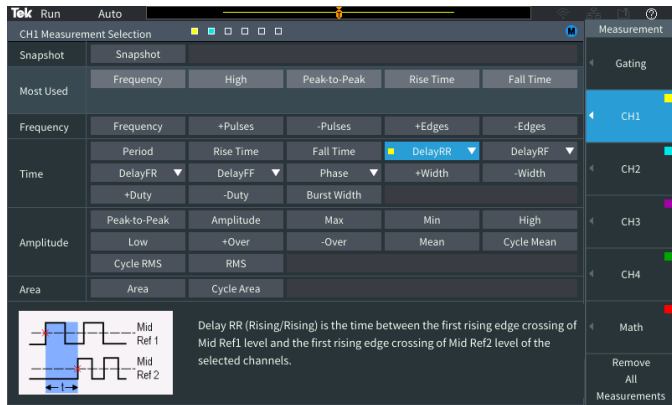 Tek Run Auto
T
CH1 Measurement Selection M Measurement
Snapshot Snapshot
Gating
Most Used Frequency High Peak-to-Peak Rise Time Fall Time
CH1
Frequency Frequency +Pulses -Pulses +Edges -Edges
Time Period Rise Time Fall Time DelayRR DelayRF
DelayFR DelayFF Phase +Width -Width
CH2
+Duty -Duty Burst Width
Amplitude Peak-to-Peak Amplitude Max Min High
CH3
Low +Over -Over Mean Cycle Mean
Cycle RMS RMS
CH4
Area Area Cycle Area
Mid
Ref 1
Mid
Ref 2
t
Delay RR (Rising/Rising) is the time between the first rising edge crossing of
Mid Ref1 level and the first rising edge crossing of Mid Ref2 level of the
selected channels.
Math
Remove
All
Measurements